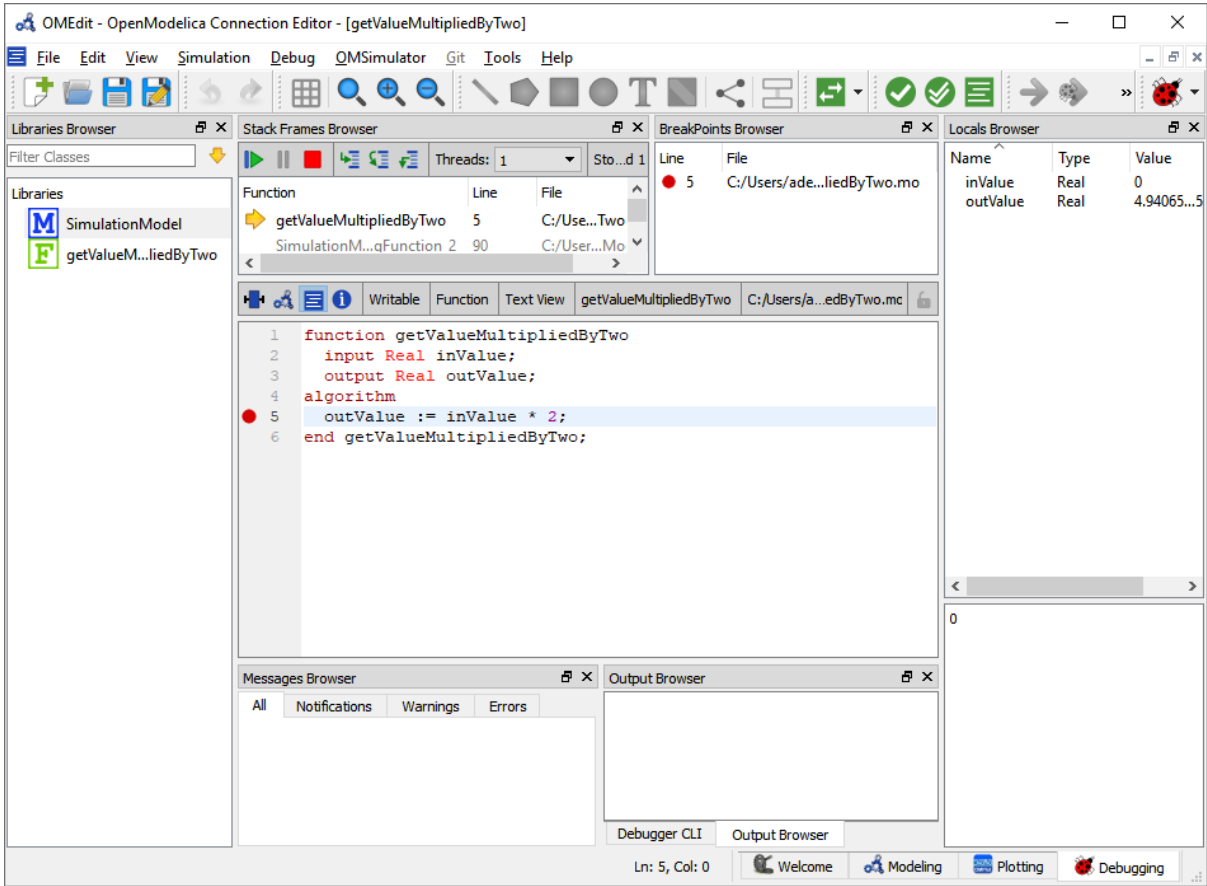 OMEdit - OpenModelica Connection Editor - [getValueMultipliedByTwo]
File Edit View Simulation Debug OMSimulator Git Tools Help
T »
Libraries Browser
Filter Classes
Libraries
M SimulationModel
F getValueM...liedByTwo
Stack Frames Browser
Threads: 1 Sto...d 1
Function Line File
getValueMultipliedByTwo 5 C:/Use...Two
SimulationM...qFunction_2 90 C:/User...Mo
BreakPoints Browser
Line File
5 C:/Users/ade...liedByTwo.mo
Locals Browser
Name Type Value
inValue Real 0
outValue Real 4.94065...5
0
Writable Function Text View getValueMultipliedByTwo C:/Users/a...edByTwo.mo
1 function getValueMultipliedByTwo
2 input Real inValue;
3 output Real outValue;
4 algorithm
5 outValue := inValue * 2;
6 end getValueMultipliedByTwo;
Messages Browser
All Notifications Warnings Errors
Output Browser
Debugger CLI Output Browser
Ln: 5, Col: 0 Welcome Modeling Plotting Debugging